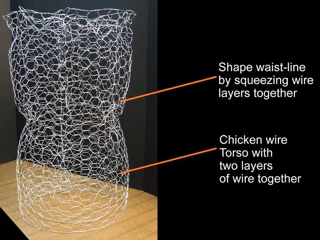 Shape waist-line
by squeezing wire
layers together
Chicken wire
Torso with
two layers
of wire together